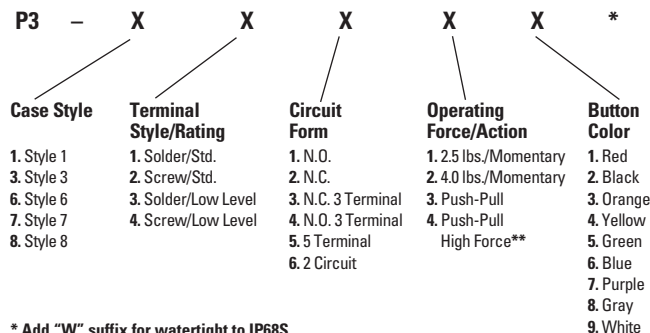 P3 – X X X X X *
Case Style
1. Style 1
3. Style 3
6. Style 6
7. Style 7
8. Style 8
Terminal
Style/Rating
1. Solder/Std.
2. Screw/Std.
3. Solder/Low Level
4. Screw/Low Level
Circuit
Form
1. N.O.
2. N.C.
3. N.C. 3 Terminal
4. N.O. 3 Terminal
5. 5 Terminal
6. 2 Circuit
Operating
Force/Action
1. 2.5 lbs./Momentary
2. 4.0 lbs./Momentary
3. Push-Pull
4. Push-Pull
High Force**
Button
Color
1. Red
2. Black
3. Orange
4. Yellow
5. Green
6. Blue
7. Purple
8. Gray
9. White
* Add "W" suffix for watertight to IP68S